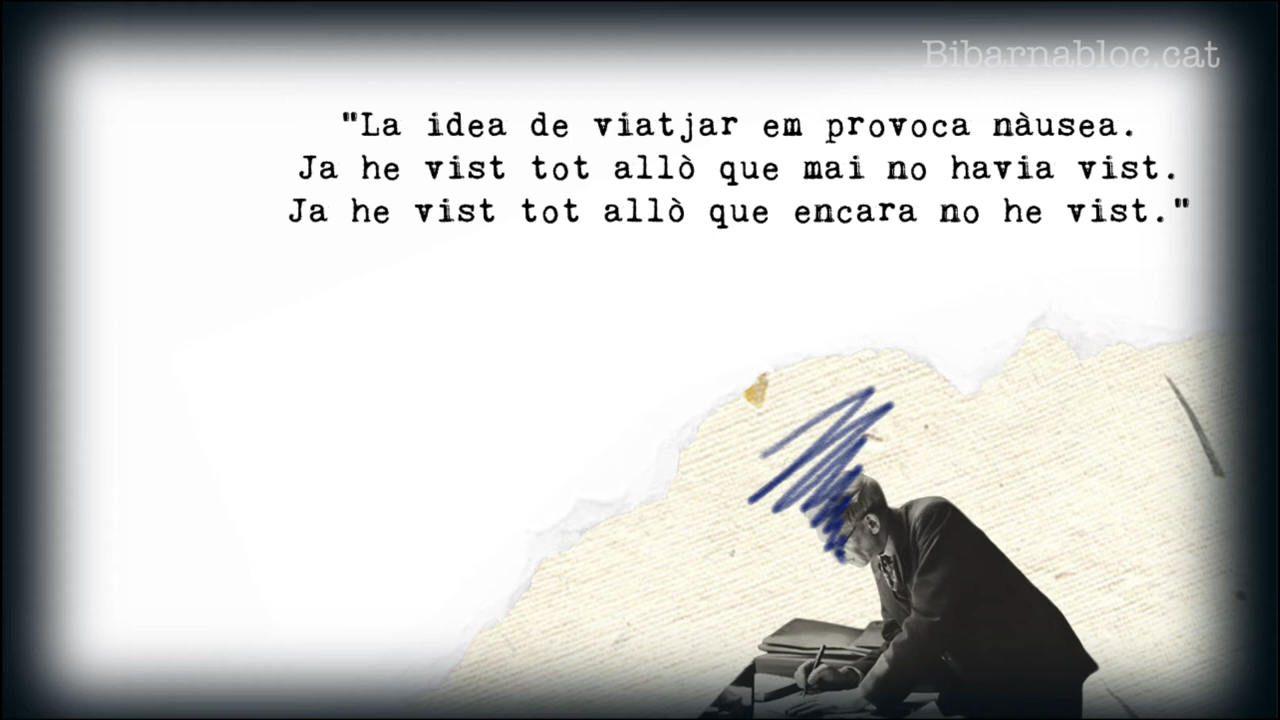 Bibarnabloc.cat
"La idea de viatjar em provoca nàusea.
Ja he vist tot allò que mai no havia vist.
Ja he vist tot allò que encara no he vist."